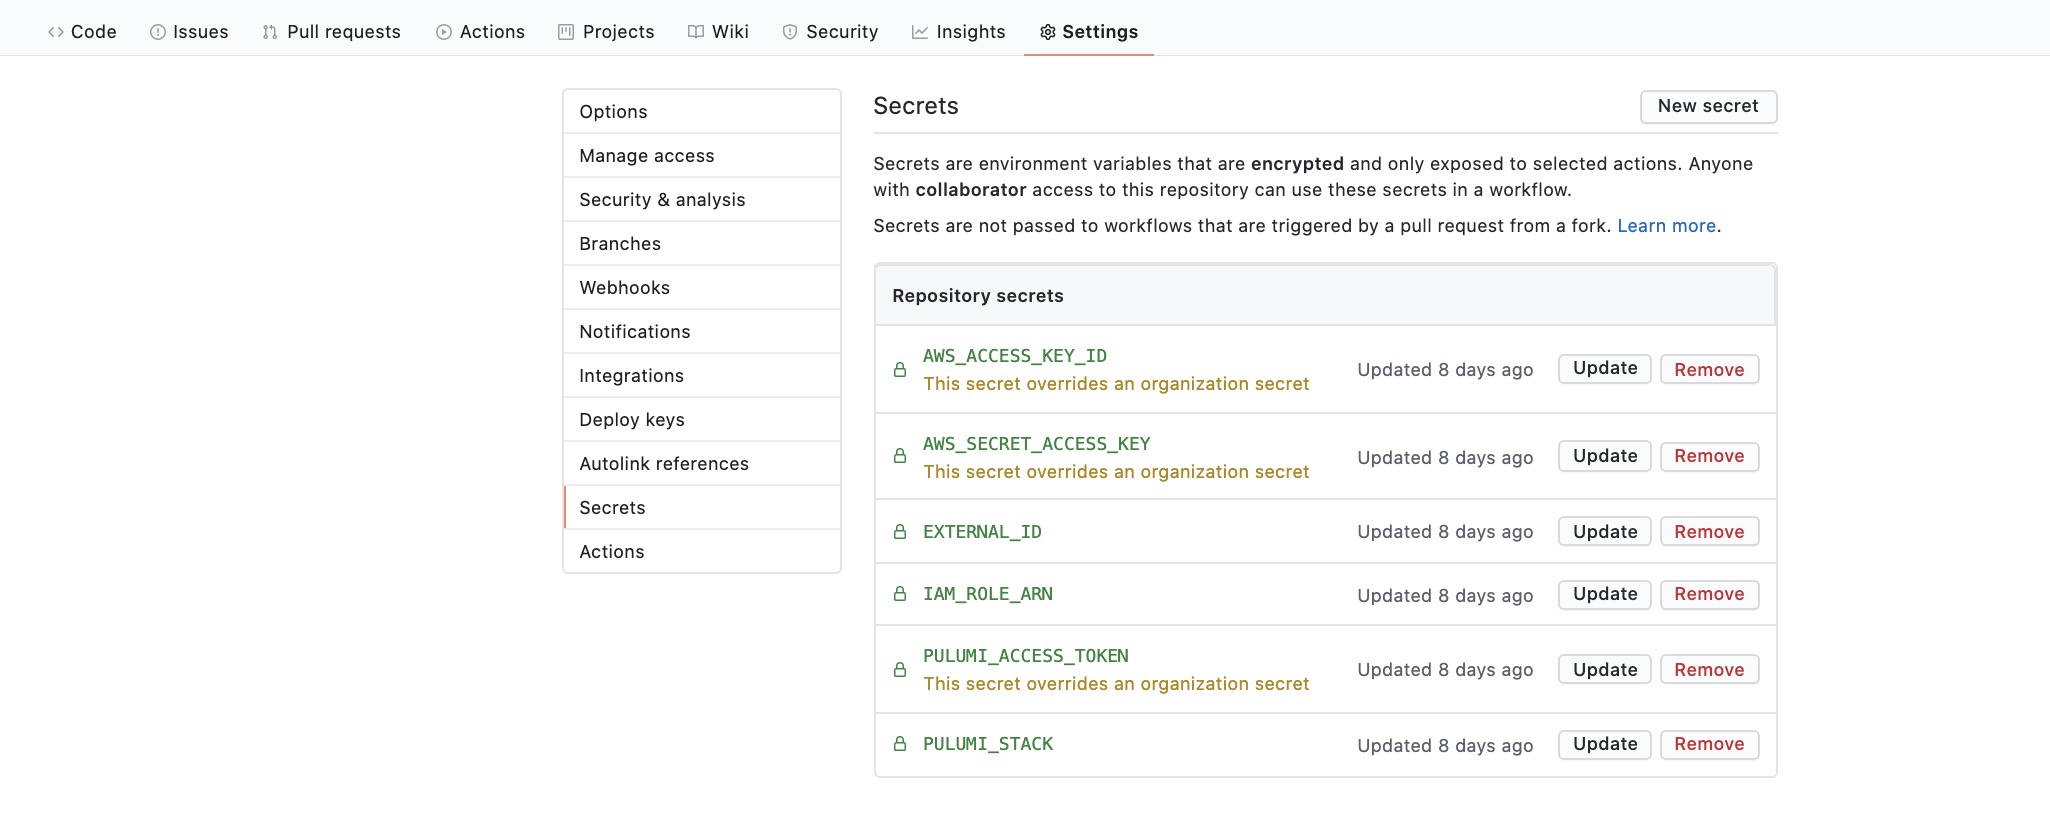 Code Issues Pull requests Actions Projects Wiki Security Insights Settings
Options
Manage access
Security & analysis
Branches
Webhooks
Notifications
Integrations
Deploy keys
Autolink references
Secrets
Actions
Secrets New secret
Secrets are environment variables that are encrypted and only exposed to selected actions. Anyone
with collaborator access to this repository can use these secrets in a workflow.
Secrets are not passed to workflows that are triggered by a pull request from a fork. Learn more.
Repository secrets
AWS_ACCESS_KEY_ID
This secret overrides an organization secret
Updated 8 days ago Update Remove
AWS_SECRET_ACCESS_KEY
This secret overrides an organization secret
Updated 8 days ago Update Remove
EXTERNAL_ID Updated 8 days ago Update Remove
IAM_ROLE_ARN Updated 8 days ago Update Remove
PULUMI_ACCESS_TOKEN
This secret overrides an organization secret
Updated 8 days ago Update Remove
PULUMI_STACK Updated 8 days ago Update Remove